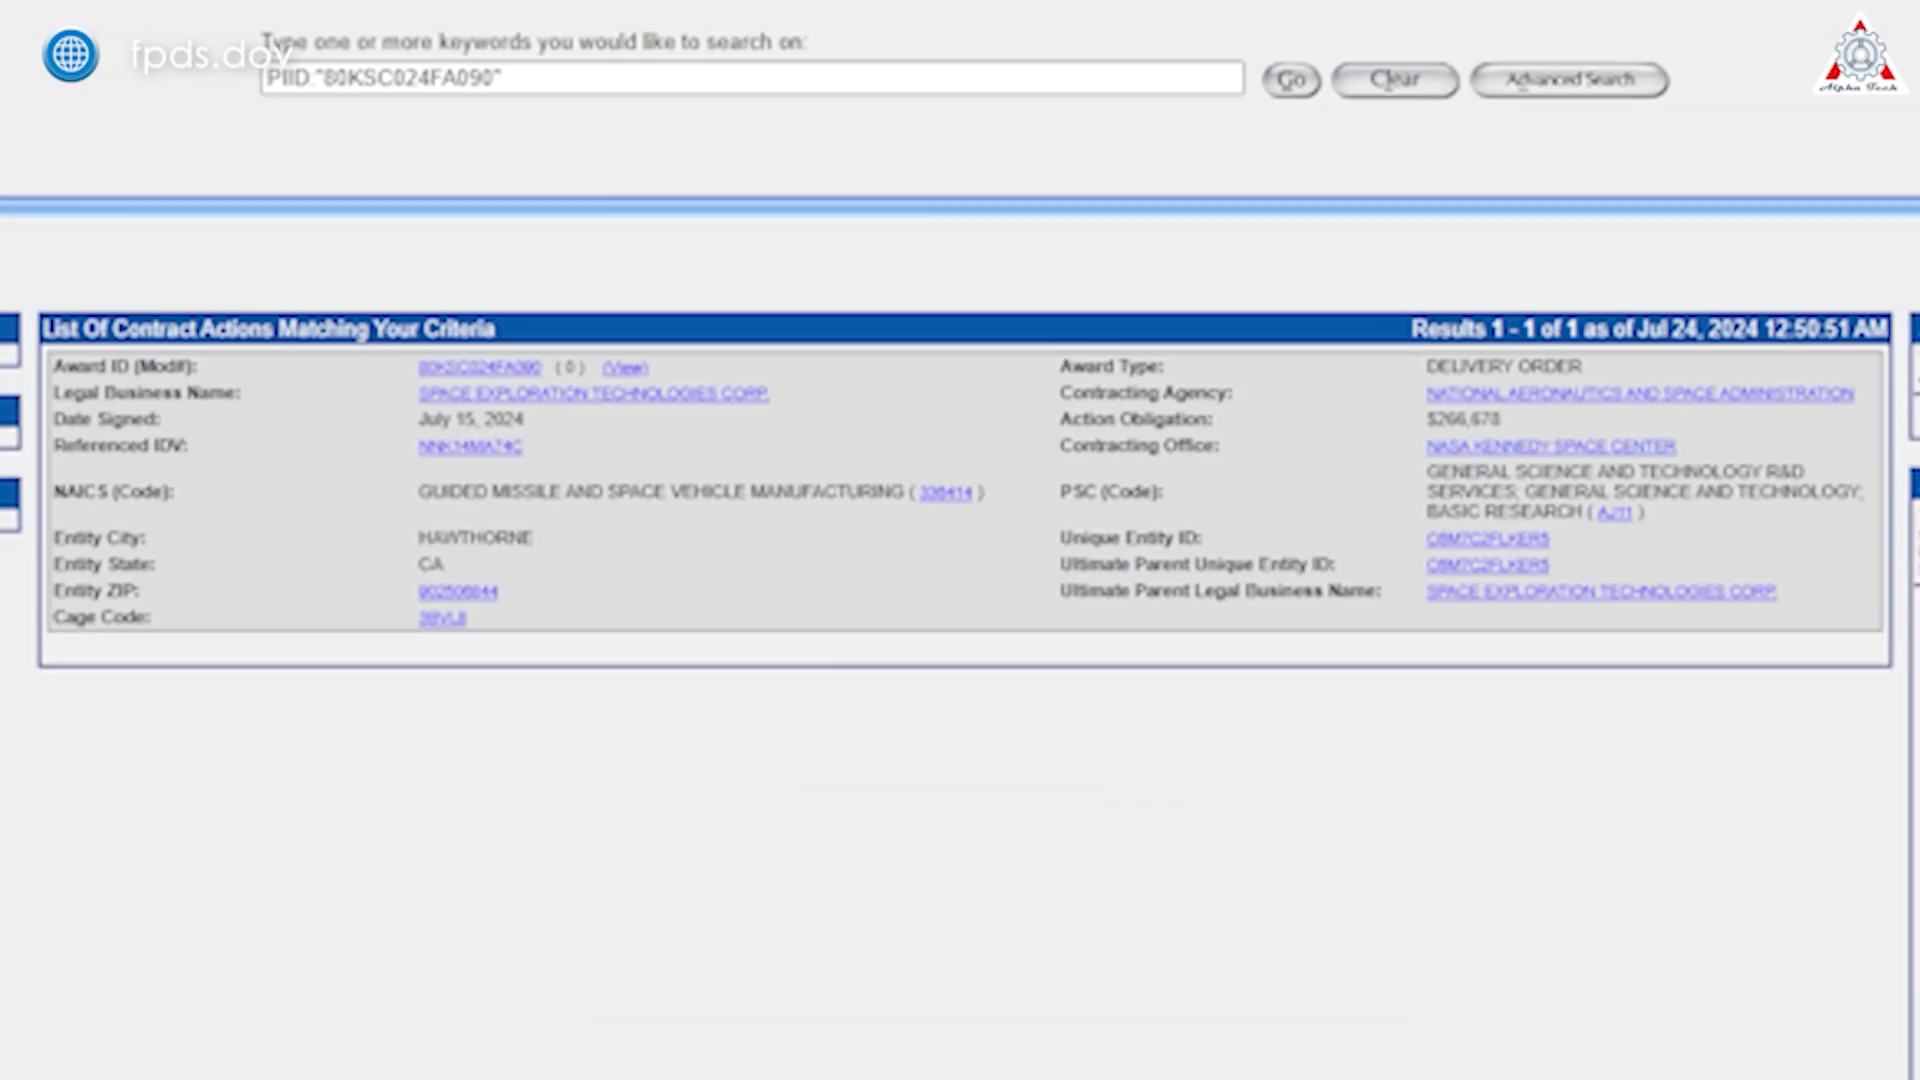 fpds.gov
Type one or more keywords you would like to search on:
PIID:"80KSC024FA090"
Go
Clear
Advanced Search
Alpha Tech
List Of Contract Actions Matching Your Criteria
Results 1 - 1 of 1 as of Jul 24, 2024 12:50:51 AM
Award ID (Mod#): 80KSC024FA090 ( 0 ) (View)
Award Type: DELIVERY ORDER
Legal Business Name: SPACE EXPLORATION TECHNOLOGIES CORP.
Contracting Agency: NATIONAL AERONAUTICS AND SPACE ADMINISTRATION
Date Signed: July 15, 2024
Action Obligation: $266,678
Referenced IDV: NNK14MA74C
Contracting Office: NASA KENNEDY SPACE CENTER
NAICS (Code): GUIDED MISSILE AND SPACE VEHICLE MANUFACTURING ( 336414 )
PSC (Code): GENERAL SCIENCE AND TECHNOLOGY R&D
SERVICES; GENERAL SCIENCE AND TECHNOLOGY;
BASIC RESEARCH ( AJ11 )
Entity City: HAWTHORNE
Unique Entity ID:
Entity State: CA
Ultimate Parent Unique Entity ID:
Entity ZIP: 902506844
Ultimate Parent Legal Business Name: SPACE EXPLORATION TECHNOLOGIES CORP.
Cage Code: